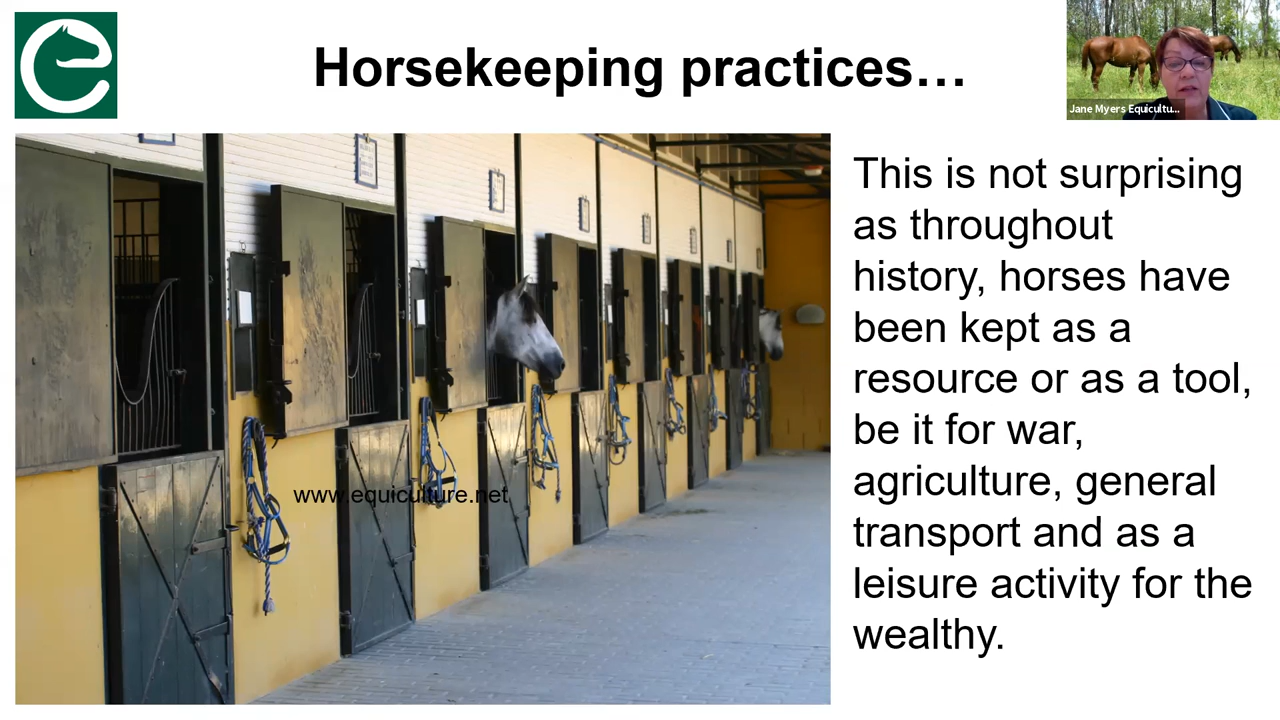 Horsekeeping practices…
Jane Myers Equicultu...
This is not surprising
as throughout
history, horses have
been kept as a
resource or as a tool,
be it for war,
agriculture, general
transport and as a
leisure activity for the
wealthy.
www.equiculture.net